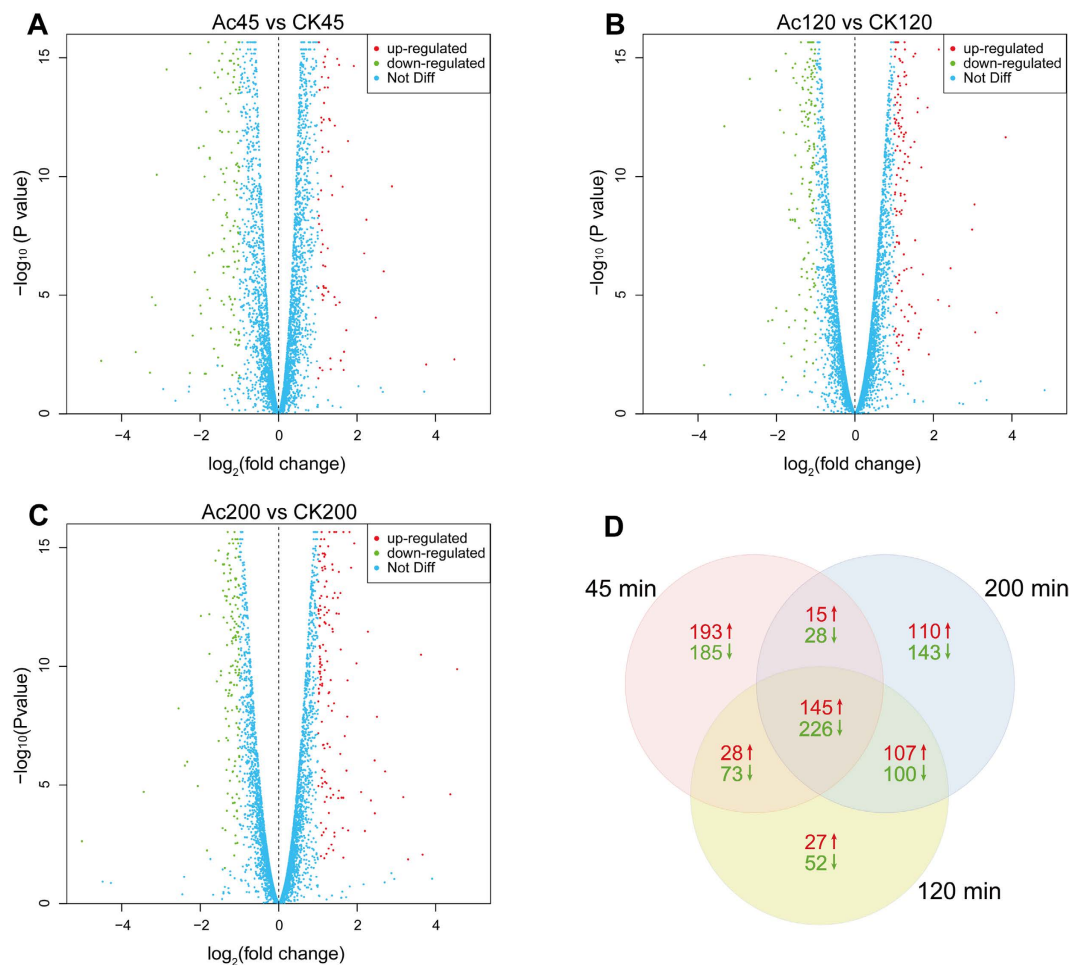 A
Ac45 vs CK45
up-regulated
down-regulated
Not Diff
15
10
5
0
−log₁₀ (P value)
−4
−2
0
2
4
log₂(fold change)
B
Ac120 vs CK120
up-regulated
down-regulated
Not Diff
15
10
5
0
−log₁₀ (P value)
−4
−2
0
2
4
log₂(fold change)
C
Ac200 vs CK200
up-regulated
down-regulated
Not Diff
15
10
5
0
−log₁₀(Pvalue)
−4
−2
0
2
4
log₂(fold change)
D
45 min
200 min
193↑
185↓
15↑
28↓
110↑
143↓
145↑
226↓
28↑
73↓
107↑
100↓
27↑
52↓
120 min